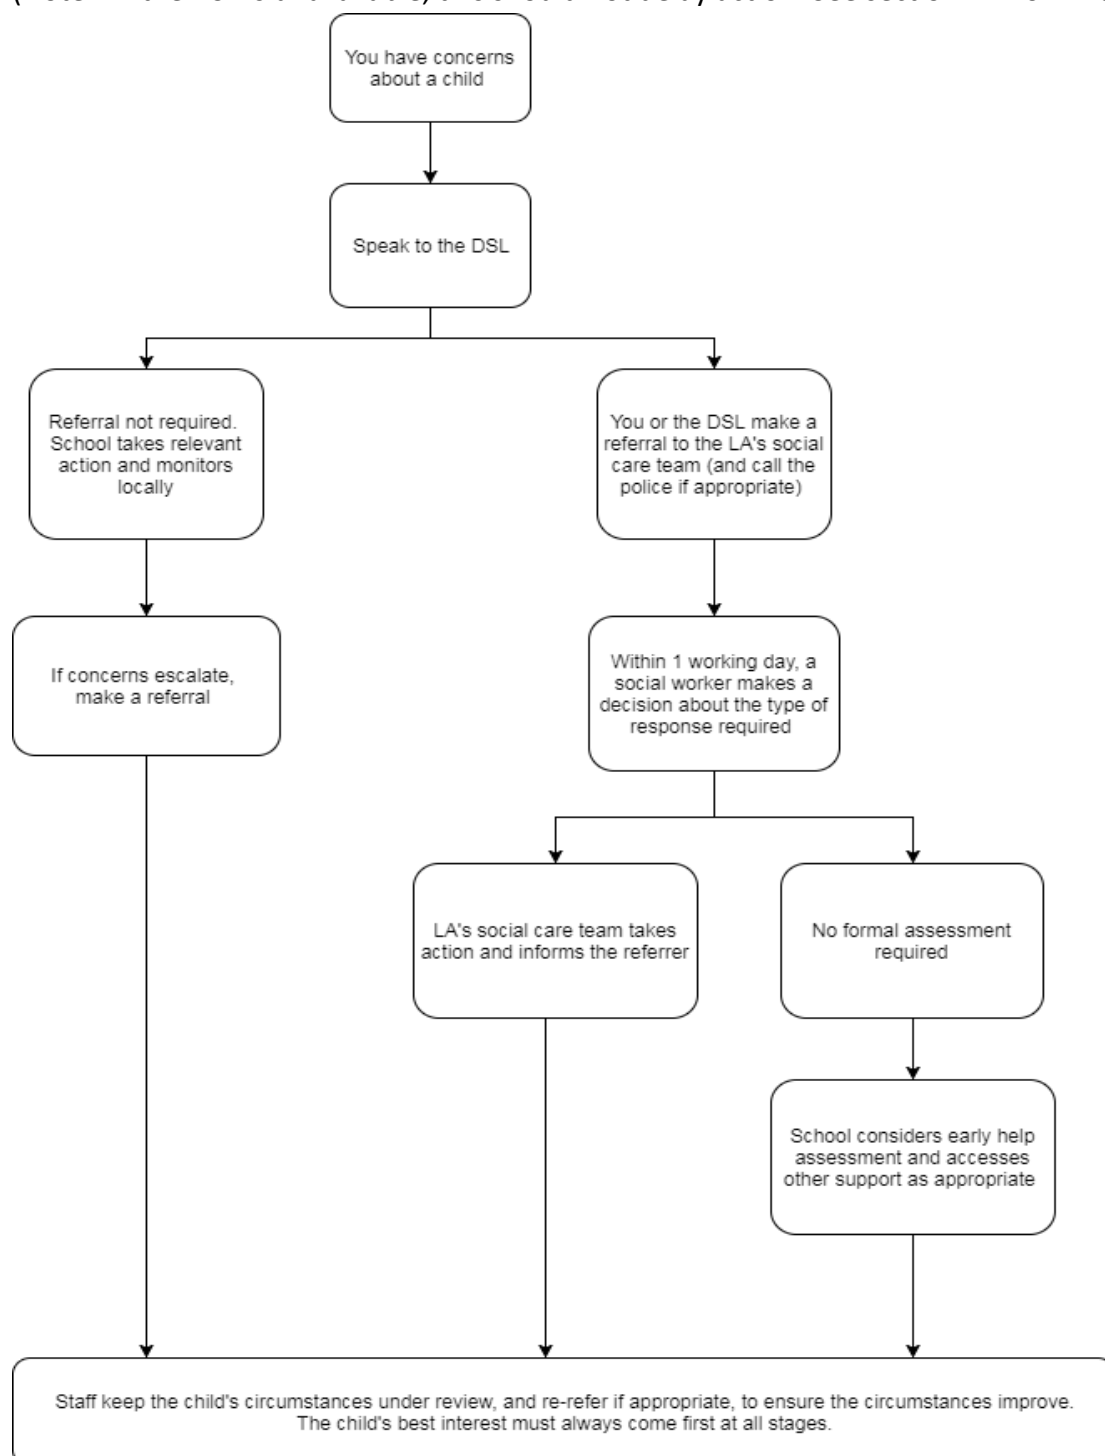 You have concerns
about a child
Speak to the DSL
Referral not required.
School takes relevant
action and monitors
locally
You or the DSL make a
referral to the LA's social
care team (and call the
police if appropriate)
If concerns escalate,
make a referral
Within 1 working day, a
social worker makes a
decision about the type of
response required
LA's social care team takes
action and informs the referrer
No formal assessment
required
School considers early help
assessment and accesses
other support as appropriate
Staff keep the child's circumstances under review, and re-refer if appropriate, to ensure the circumstances improve.
The child's best interest must always come first at all stages.